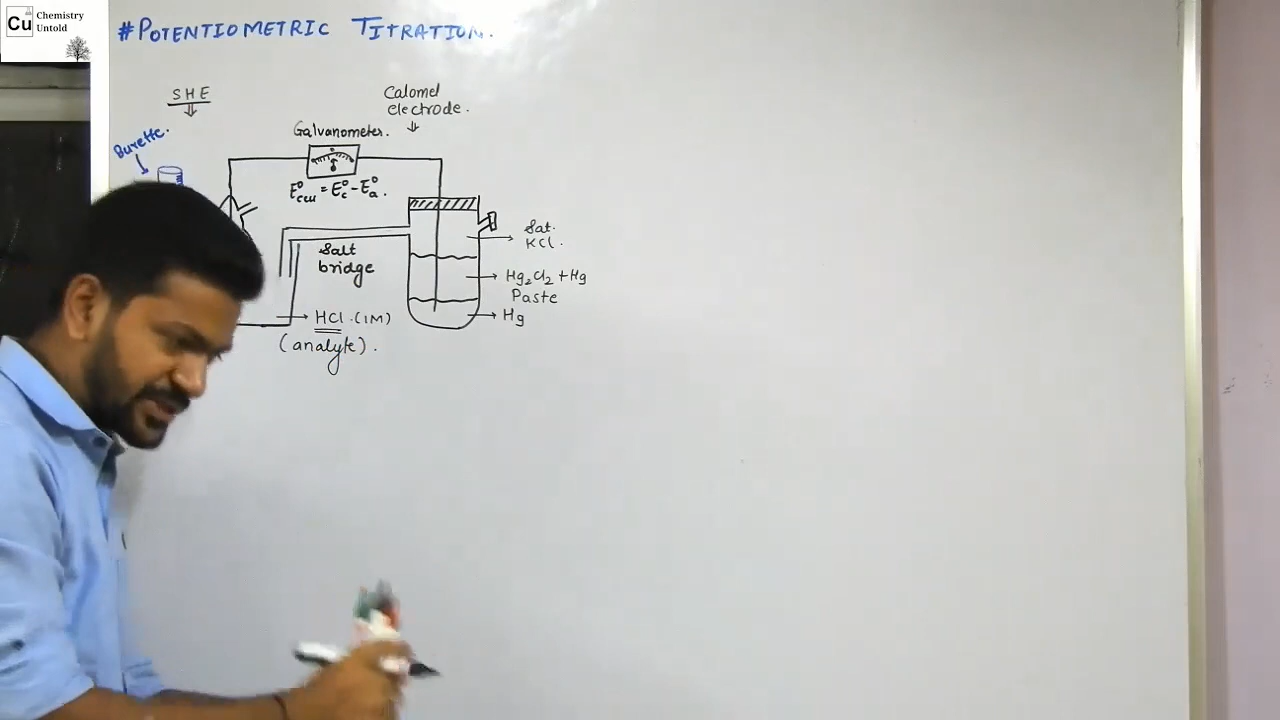 Cu Chemistry
Untold
#POTENTIOMETRIC TITRATION.
SHE
Calomel
electrode.
Burette.
Galvanometer.
E°cell = E°c - E°a.
Salt
bridge
Sat.
KCl.
Hg2Cl2 + Hg
Paste
Hg
HCl.(1M)
(analyte).